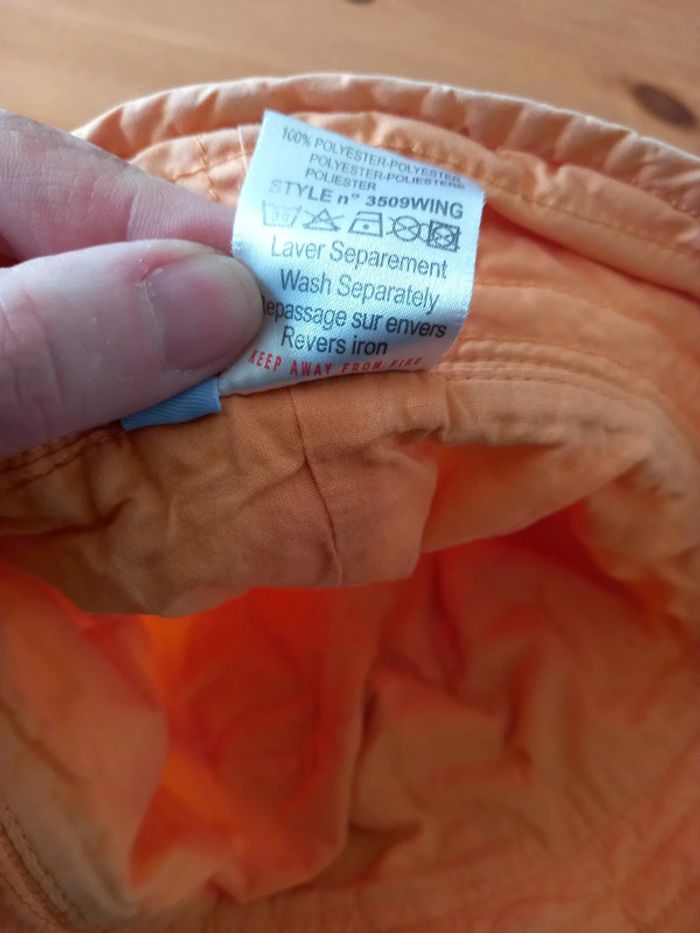 100% POLYESTER-POLYESTER
POLYESTER-POLIESTERE
POLIESTER
STYLE n° 3509WING
30
Laver Separement
Wash Separately
epassage sur envers
Revers iron
KEEP AWAY FROM FIRE